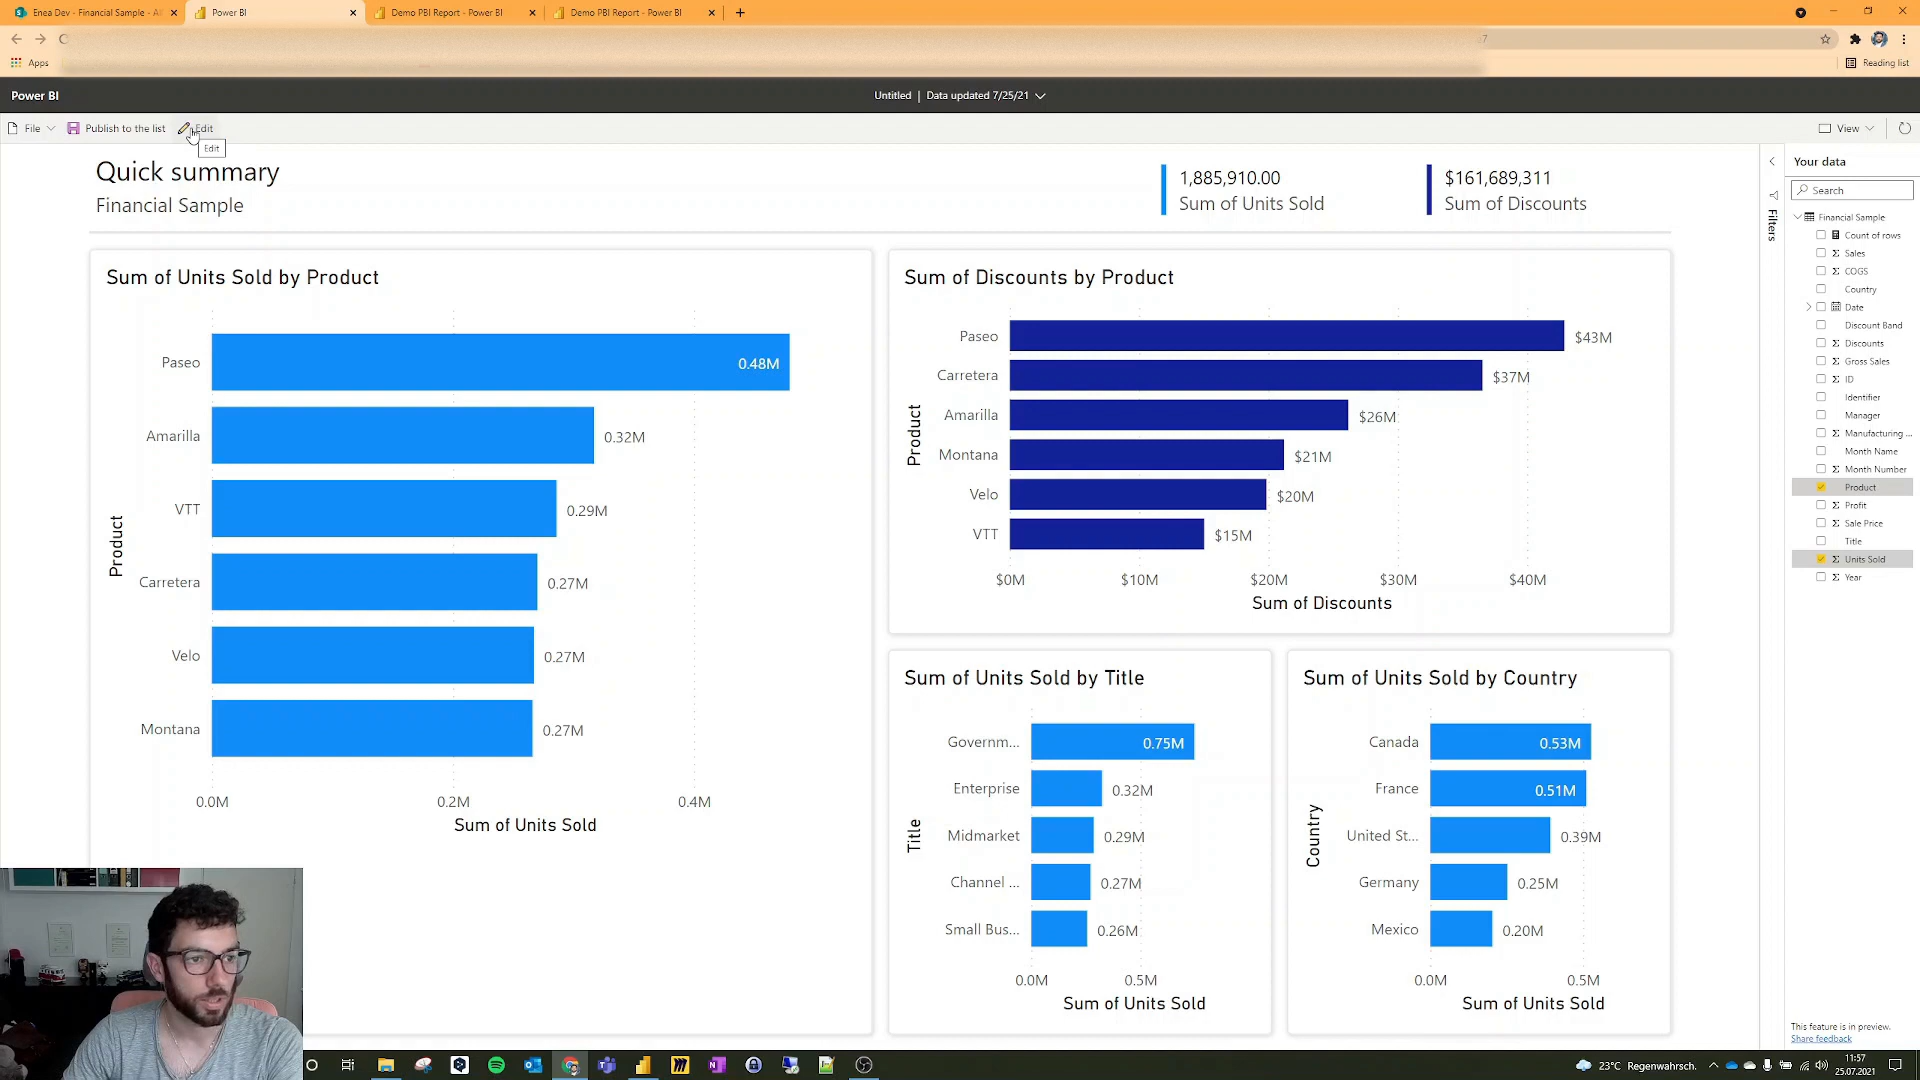 Enea Dev - Financial Sample - Al
Power BI
Demo PBI Report - Power BI
Demo PBI Report - Power BI
Apps
Reading list
Power BI
Untitled | Data updated 7/25/21
File
Publish to the list
Edit
View
Edit
Quick summary
Financial Sample
1,885,910.00
Sum of Units Sold
$161,689,311
Sum of Discounts
Sum of Units Sold by Product
Product
Paseo 0.48M
Amarilla 0.32M
VTT 0.29M
Carretera 0.27M
Velo 0.27M
Montana 0.27M
0.0M 0.2M 0.4M
Sum of Units Sold
Sum of Discounts by Product
Product
Paseo $43M
Carretera $37M
Amarilla $26M
Montana $21M
Velo $20M
VTT $15M
$0M $10M $20M $30M $40M
Sum of Discounts
Sum of Units Sold by Title
Title
Governm... 0.75M
Enterprise 0.32M
Midmarket 0.29M
Channel ... 0.27M
Small Bus... 0.26M
0.0M 0.5M
Sum of Units Sold
Sum of Units Sold by Country
Country
Canada 0.53M
France 0.51M
United St... 0.39M
Germany 0.25M
Mexico 0.20M
0.0M 0.5M
Sum of Units Sold
Filters
Your data
Search
Financial Sample
Count of rows
Sales
COGS
Country
Date
Discount Band
Discounts
Gross Sales
ID
Identifier
Manager
Manufacturing ...
Month Name
Month Number
Product
Profit
Sale Price
Title
Units Sold
Year
This feature is in preview.
Share feedback
23°C Regenwahrsch.
11:57
25.07.2021